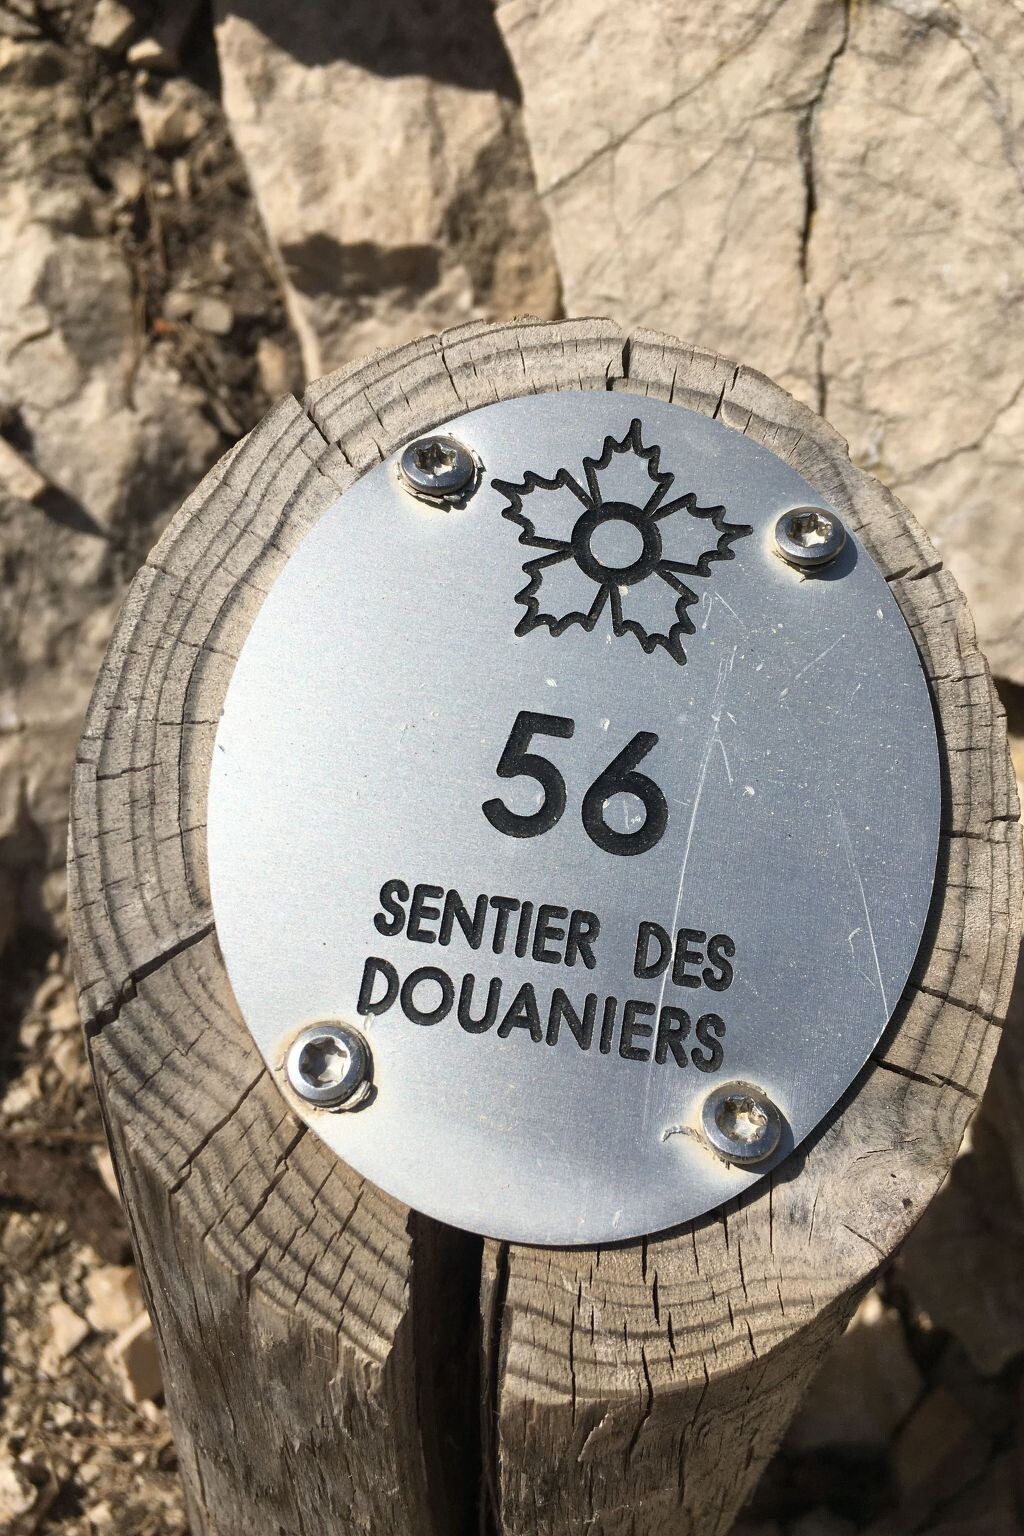 56
SENTIER DES
DOUANIERS